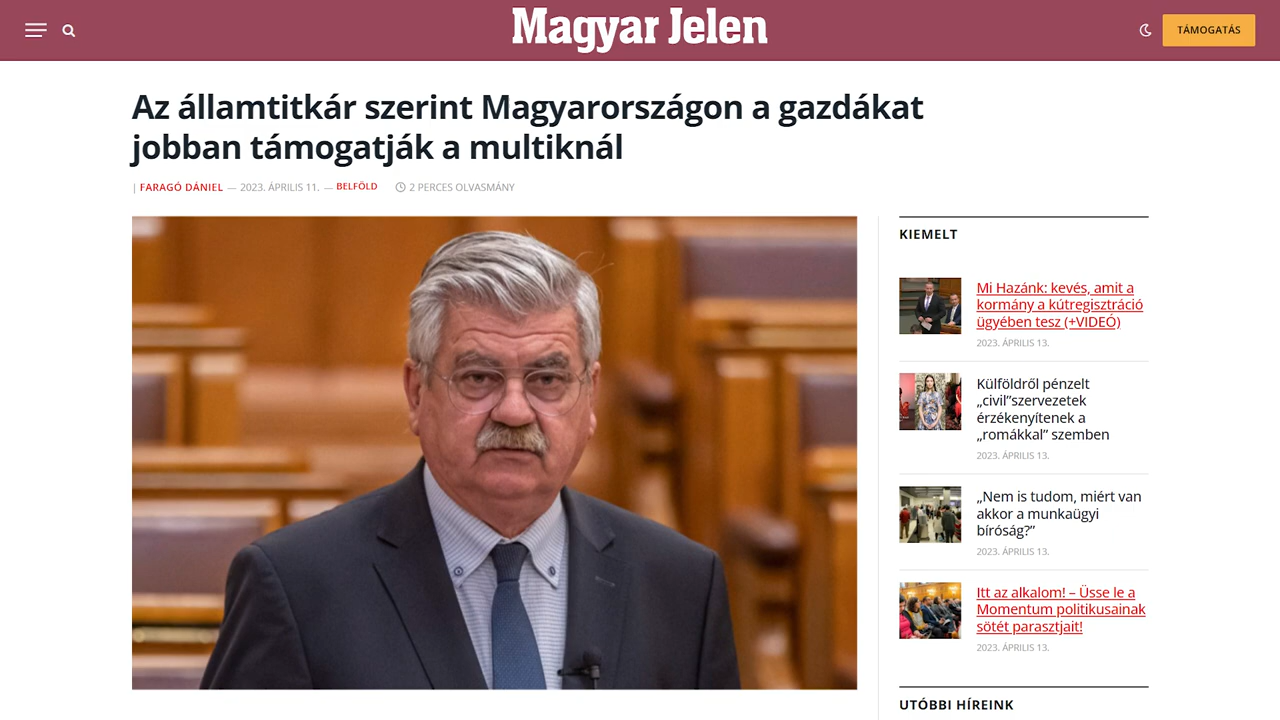 Magyar Jelen
TÁMOGATÁS
Az államtitkár szerint Magyarországon a gazdákat
jobban támogatják a multiknál
| FARAGÓ DÁNIEL — 2023. ÁPRILIS 11. — BELFÖLD 2 PERCES OLVASMÁNY
KIEMELT
Mi Hazánk: kevés, amit a
kormány a kútregisztráció
ügyében tesz (+VIDEÓ)
2023. ÁPRILIS 13.
Külföldről pénzelt
„civil”szervezetek
érzékenyítenek a
„romákkal” szemben
2023. ÁPRILIS 13.
„Nem is tudom, miért van
akkor a munkaügyi
bíróság?”
2023. ÁPRILIS 13.
Itt az alkalom! – Üsse le a
Momentum politikusainak
sötét parasztjait!
2023. ÁPRILIS 13.
UTÓBBI HÍREINK